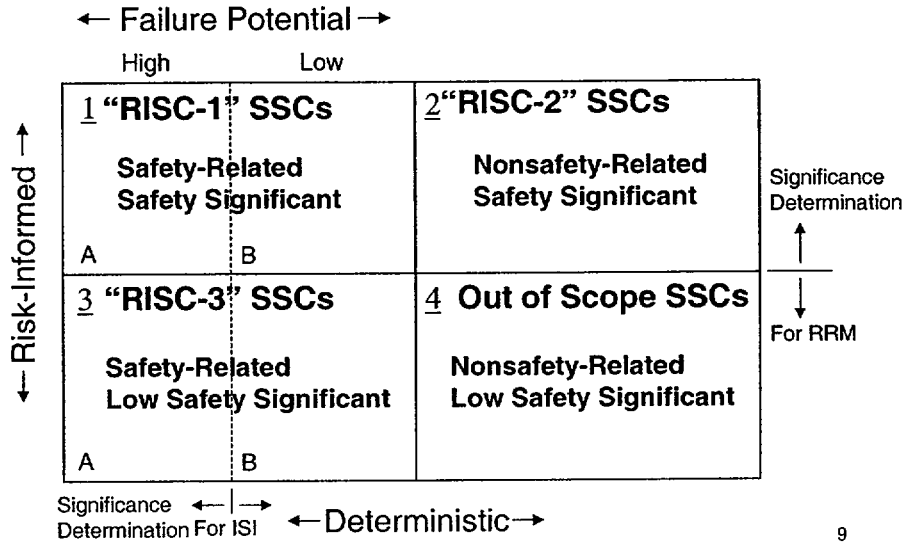 ← Failure Potential →
High Low
1 "RISC-1" SSCs
Safety-Related
Safety Significant
A B
2 "RISC-2" SSCs
Nonsafety-Related
Safety Significant
Significance
Determination
← Risk-Informed →
3 "RISC-3" SSCs
Safety-Related
Low Safety Significant
A B
4 Out of Scope SSCs
Nonsafety-Related
Low Safety Significant
For RRM
Significance
Determination For ISI
← Deterministic →
9